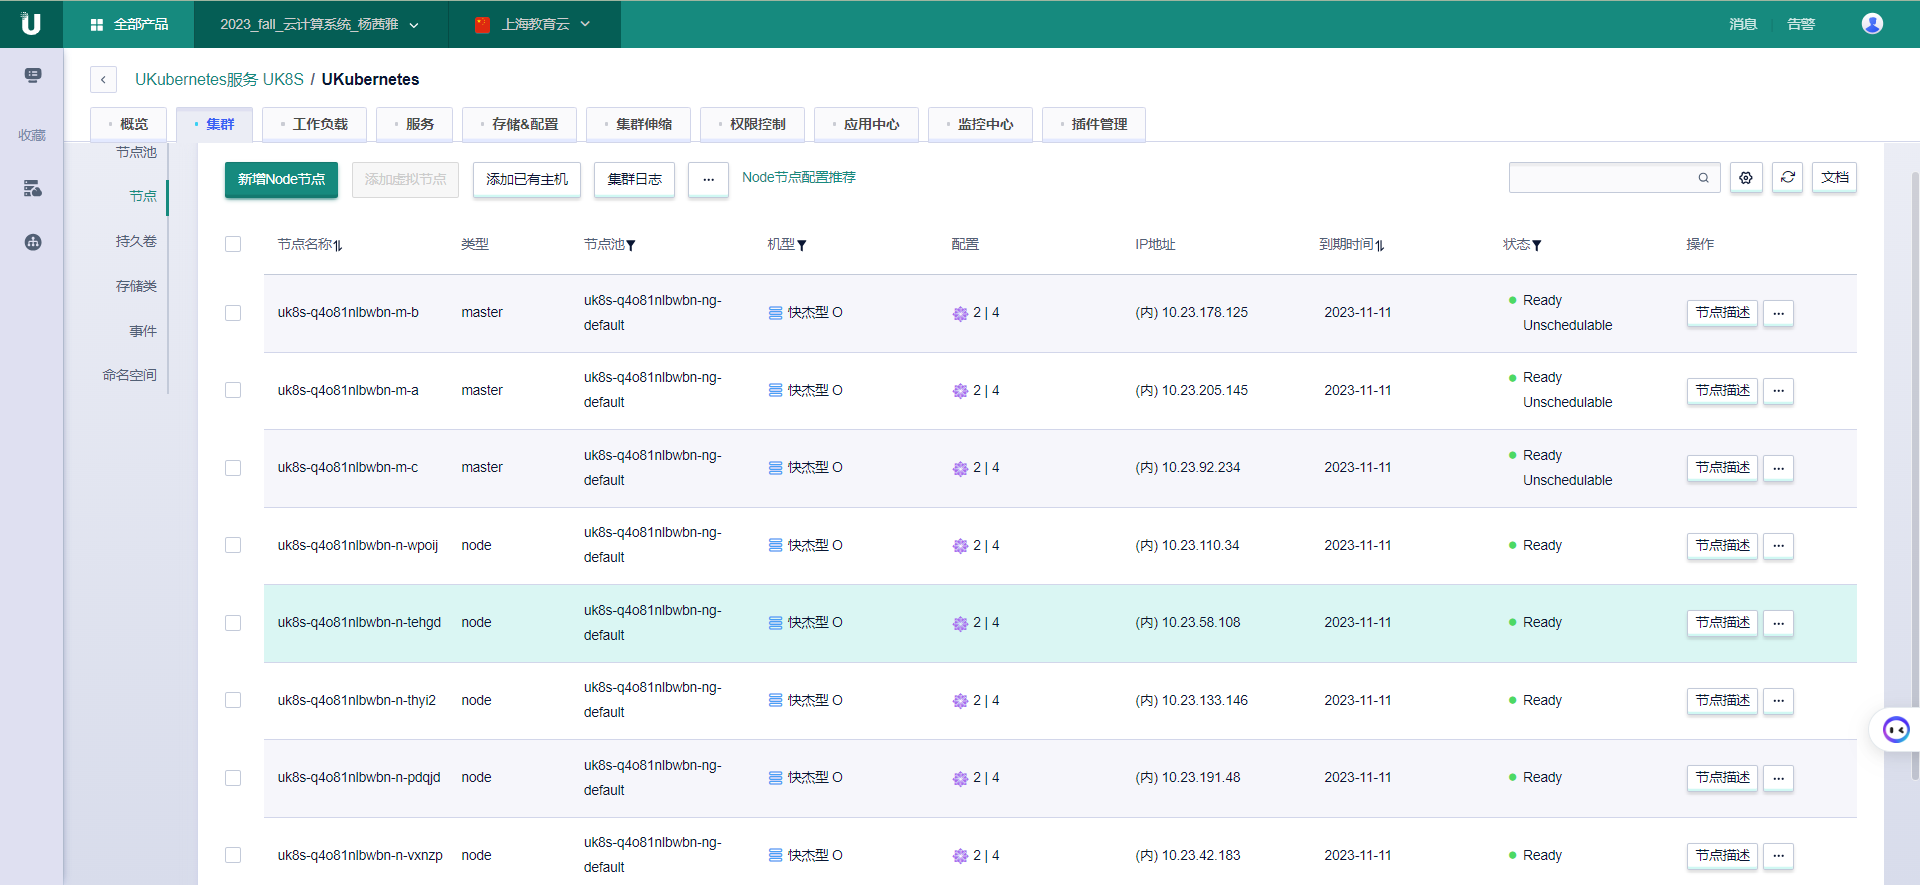 全部产品
2023_fall_云计算系统_杨茜雅
上海教育云
消息
告警
收藏
UKubernetes服务 UK8S / UKubernetes
概览
集群
工作负载
服务
存储&配置
集群伸缩
权限控制
应用中心
监控中心
插件管理
节点池
节点
持久卷
存储类
事件
命名空间
新增Node节点
添加虚拟节点
添加已有主机
集群日志
...
Node节点配置推荐
文档
节点名称 类型 节点池 机型 配置 IP地址 到期时间 状态 操作
uk8s-q4o81nlbwbn-m-b master uk8s-q4o81nlbwbn-ng-default 快杰型 O 2 | 4 (内) 10.23.178.125 2023-11-11 Ready Unschedulable 节点描述 ...
uk8s-q4o81nlbwbn-m-a master uk8s-q4o81nlbwbn-ng-default 快杰型 O 2 | 4 (内) 10.23.205.145 2023-11-11 Ready Unschedulable 节点描述 ...
uk8s-q4o81nlbwbn-m-c master uk8s-q4o81nlbwbn-ng-default 快杰型 O 2 | 4 (内) 10.23.92.234 2023-11-11 Ready Unschedulable 节点描述 ...
uk8s-q4o81nlbwbn-n-wpoij node uk8s-q4o81nlbwbn-ng-default 快杰型 O 2 | 4 (内) 10.23.110.34 2023-11-11 Ready 节点描述 ...
uk8s-q4o81nlbwbn-n-tehgd node uk8s-q4o81nlbwbn-ng-default 快杰型 O 2 | 4 (内) 10.23.58.108 2023-11-11 Ready 节点描述 ...
uk8s-q4o81nlbwbn-n-thyi2 node uk8s-q4o81nlbwbn-ng-default 快杰型 O 2 | 4 (内) 10.23.133.146 2023-11-11 Ready 节点描述 ...
uk8s-q4o81nlbwbn-n-pdqjd node uk8s-q4o81nlbwbn-ng-default 快杰型 O 2 | 4 (内) 10.23.191.48 2023-11-11 Ready 节点描述 ...
uk8s-q4o81nlbwbn-n-vxnzp node uk8s-q4o81nlbwbn-ng-default 快杰型 O 2 | 4 (内) 10.23.42.183 2023-11-11 Ready 节点描述 ...